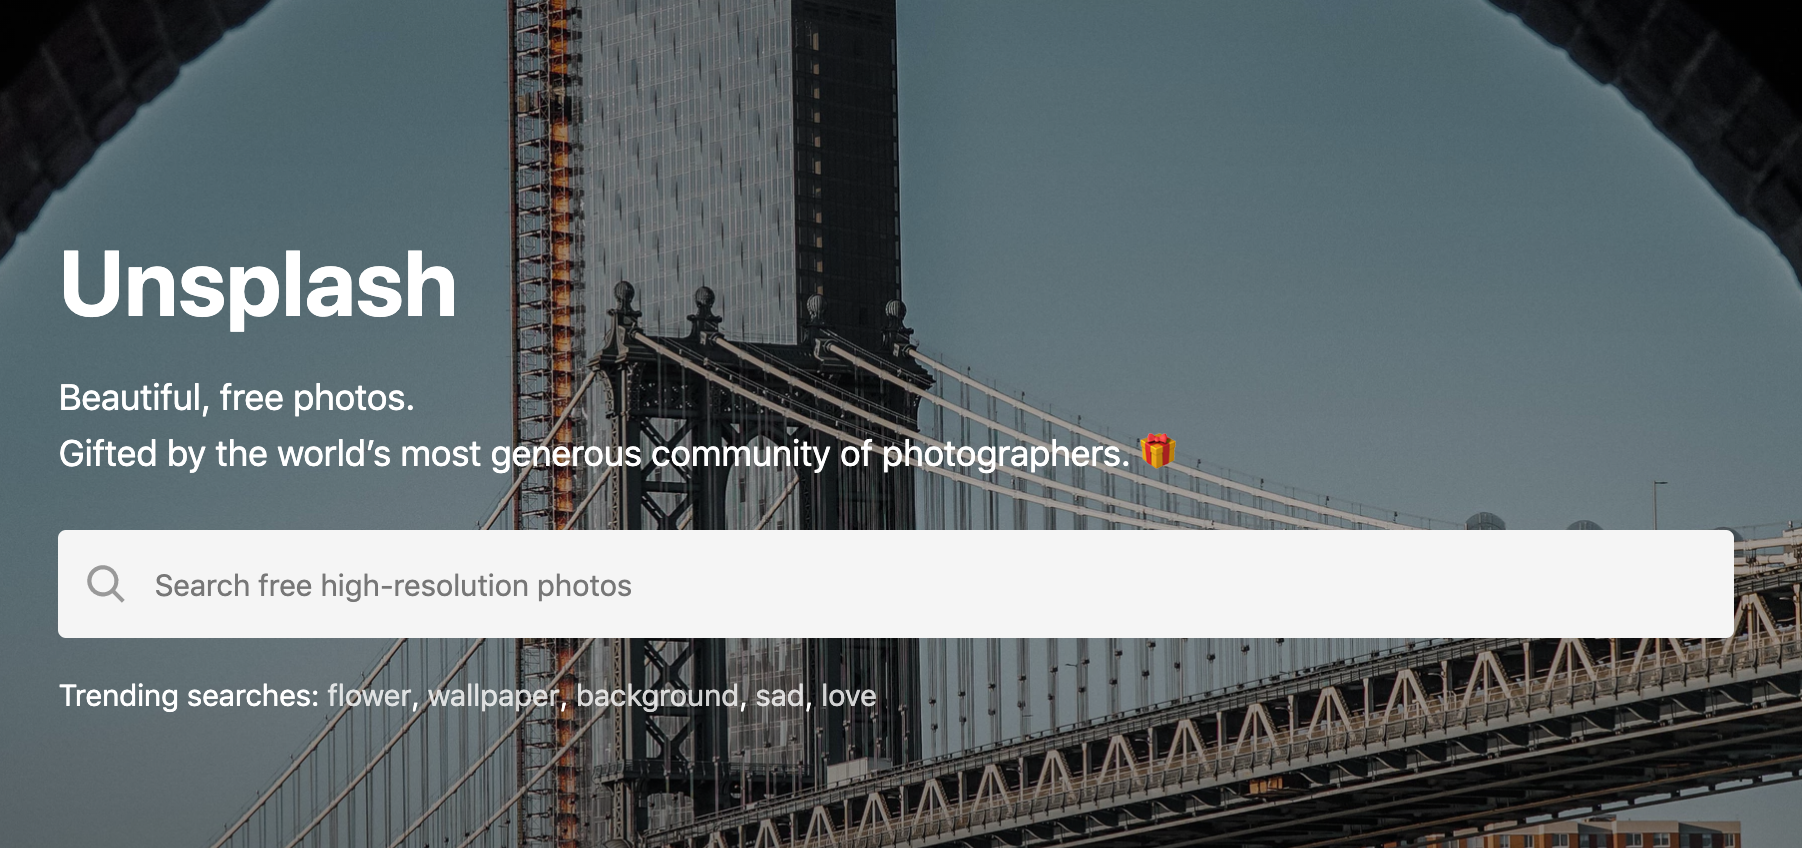 Unsplash
Beautiful, free photos.
Gifted by the world’s most generous community of photographers. 🎁
Search free high-resolution photos
Trending searches: flower, wallpaper, background, sad, love